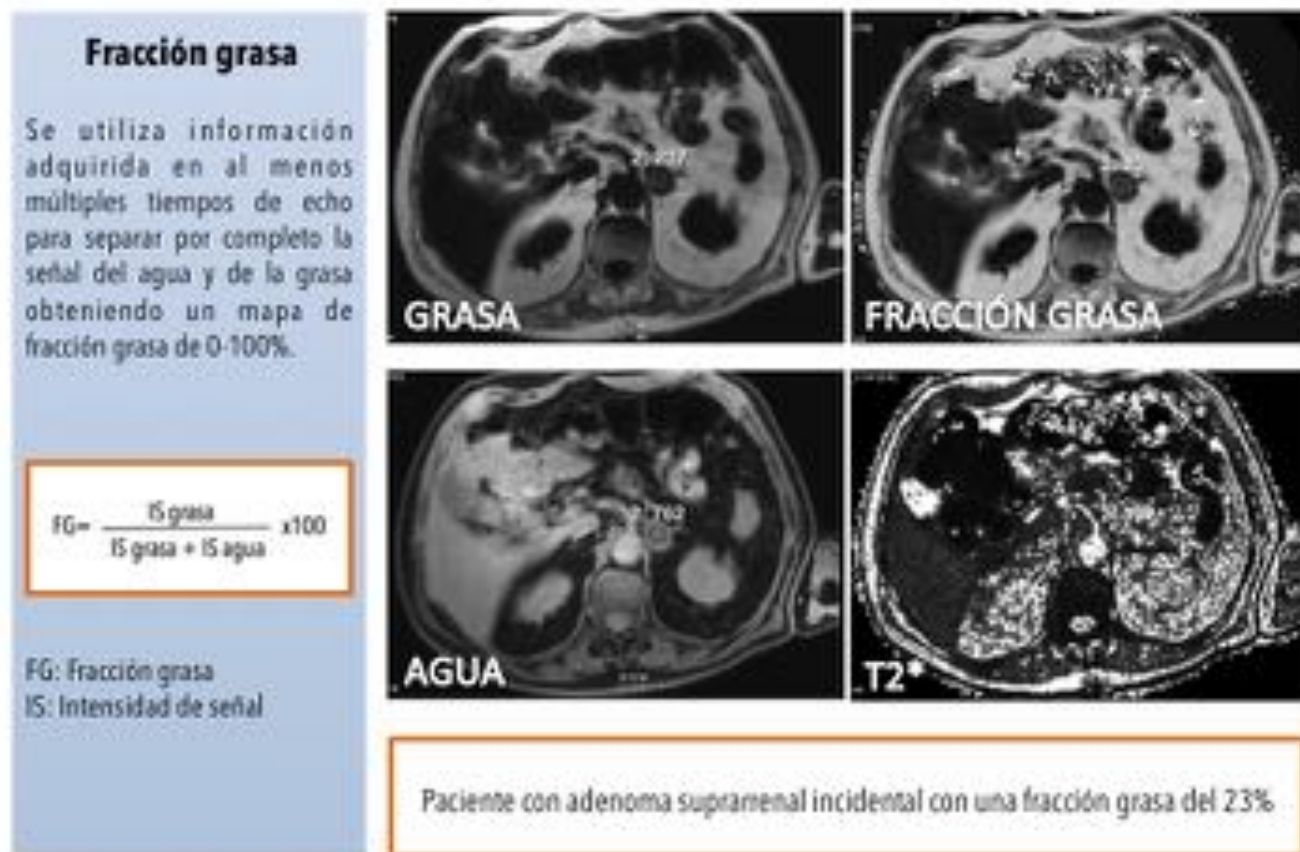 Fracción grasa
Se utiliza información
adquirida en al menos
múltiples tiempos de echo
para separar por completo la
señal del agua y de la grasa
obteniendo un mapa de
fracción grasa de 0-100%.
FG= IS grasa x100
IS grasa + IS agua
FG: Fracción grasa
IS: Intensidad de señal
GRASA
FRACCIÓN GRASA
AGUA
T2*
Paciente con adenoma suprarrenal incidental con una fracción grasa del 23%